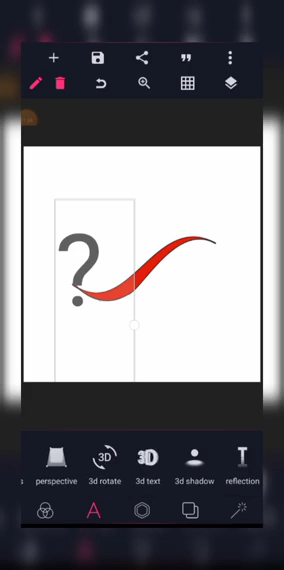 ?
s perspective 3d rotate 3d text 3d shadow reflection